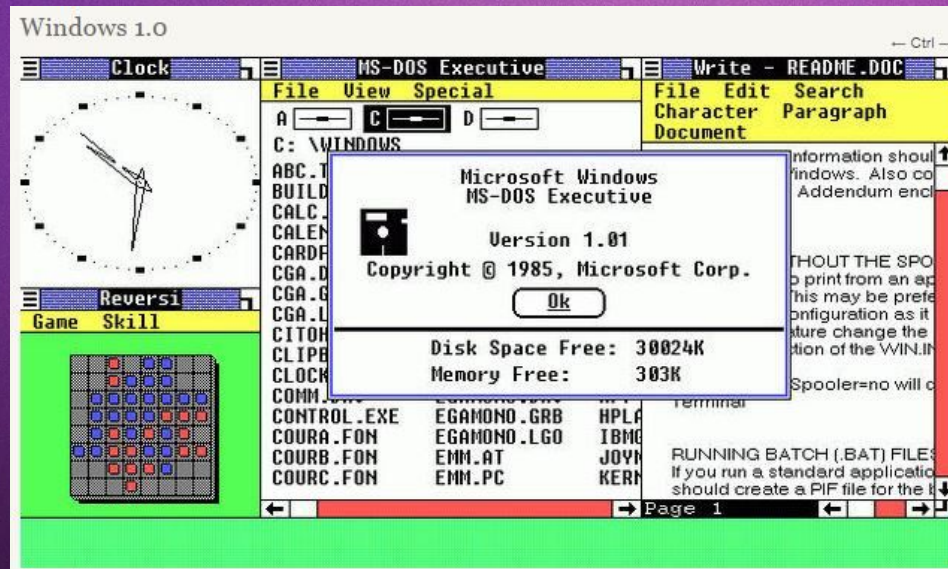 Windows 1.0
← Ctrl
Clock
MS-DOS Executive
File View Special
A C D
C: \WINDOWS
ABC.T
BUILD
CALC.
CALEN
CARDF
CGA.D
CGA.G
CGA.L
CITOH
CLIPB
CLOCK
COMM.
CONTROL.EXE EGAMONO.GRB HPLA
COURA.FON EGAMONO.LGO IBMG
COURB.FON EMM.AT JOYM
COURC.FON EMM.PC KERN
Microsoft Windows
MS-DOS Executive
Version 1.01
Copyright © 1985, Microsoft Corp.
Ok
Disk Space Free: 30024K
Memory Free: 303K
Write - README.DOC
File Edit Search
Character Paragraph
Document
nformation shoul
indows. Also co
Addendum encl
THOUT THE SPO
o print from an ap
his may be prefe
onfiguration as it
ature change the
ction of the WIN.IN
Spooler=no will c
Terminal
RUNNING BATCH (.BAT) FILES
If you run a standard applicatio
should create a PIF file for the b
Page 1
Reversi
Game Skill